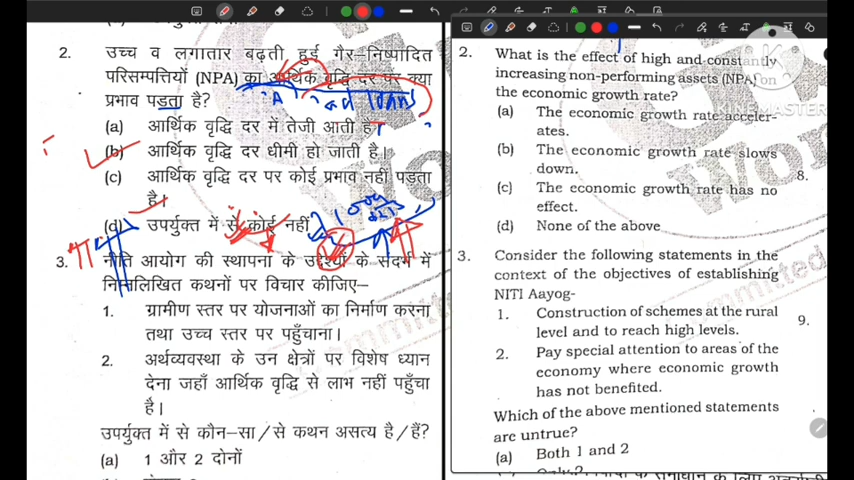 2. उच्च व लगातार बढ़ती हुई गैर–निष्पादित
परिसम्पत्तियों (NPA) का आर्थिक वृद्धि दर पर क्या
प्रभाव पड़ता है?
(a) आर्थिक वृद्धि दर में तेजी आती है
(b) आर्थिक वृद्धि दर धीमी हो जाती है।
(c) आर्थिक वृद्धि दर पर कोई प्रभाव नहीं पड़ता
है।
(d) उपर्युक्त में से कोई नहीं
3. नीति आयोग की स्थापना के उद्देश्यों के संदर्भ में
निम्नलिखित कथनों पर विचार कीजिए–
1. ग्रामीण स्तर पर योजनाओं का निर्माण करना
तथा उच्च स्तर पर पहुँचाना।
2. अर्थव्यवस्था के उन क्षेत्रों पर विशेष ध्यान
देना जहाँ आर्थिक वृद्धि से लाभ नहीं पहुँचा
है।
उपर्युक्त में से कौन–सा/से कथन असत्य है/हैं?
(a) 1 और 2 दोनों
2. What is the effect of high and constantly
increasing non-performing assets (NPA) on
the economic growth rate?
(a) The economic growth rate acceler-
ates.
(b) The economic growth rate slows
down.
(c) The economic growth rate has no
effect.
(d) None of the above
3. Consider the following statements in the
context of the objectives of establishing
NITI Aayog-
1. Construction of schemes at the rural
level and to reach high levels.
2. Pay special attention to areas of the
economy where economic growth
has not benefited.
Which of the above mentioned statements
are untrue?
(a) Both 1 and 2
8.
9.